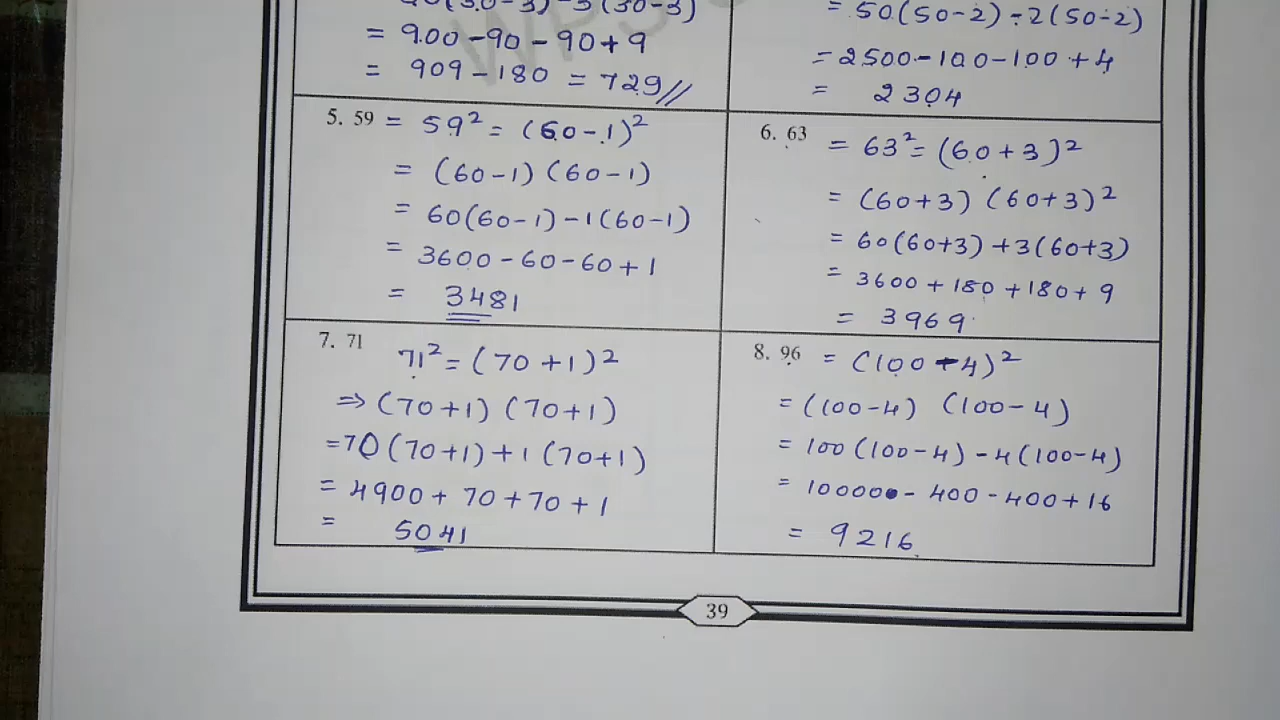 (30-3)
= 900-90-90+9
= 909-180 = 729//
= 50(50-2)-2(50-2)
= 2500-100-100+4
= 2304
5. 59 = 59² = (60-1)²
= (60-1) (60-1)
= 60(60-1)-1(60-1)
= 3600-60-60+1
= 3481
6. 63 = 63² = (60+3)²
= (60+3) (60+3)²
= 60(60+3)+3(60+3)
= 3600+180+180+9
= 3969
7. 71 71² = (70+1)²
⇒ (70+1) (70+1)
=70(70+1)+1(70+1)
= 4900+70+70+1
= 5041
8. 96 = (100-4)²
= (100-4) (100-4)
= 100(100-4)-4(100-4)
= 10000-400-400+16
= 9216
39